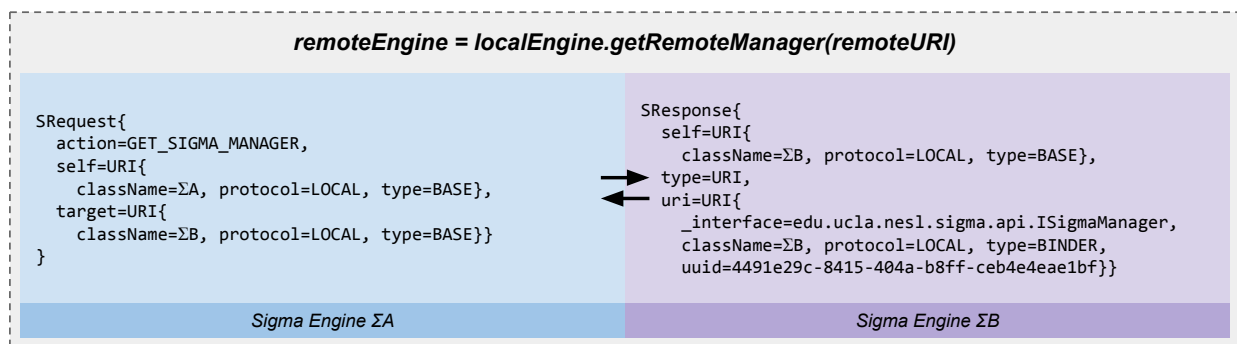 remoteEngine = localEngine.getRemoteManager(remoteURI)
SRequest{
action=GET_SIGMA_MANAGER,
self=URI{
className=ΣA, protocol=LOCAL, type=BASE},
target=URI{
className=ΣB, protocol=LOCAL, type=BASE}}
}
Sigma Engine ΣA
SResponse{
self=URI{
className=ΣB, protocol=LOCAL, type=BASE},
type=URI,
uri=URI{
_interface=edu.ucla.nesl.sigma.api.ISigmaManager,
className=ΣB, protocol=LOCAL, type=BINDER,
uuid=4491e29c-8415-404a-b8ff-ceb4e4eae1bf}}
Sigma Engine ΣB